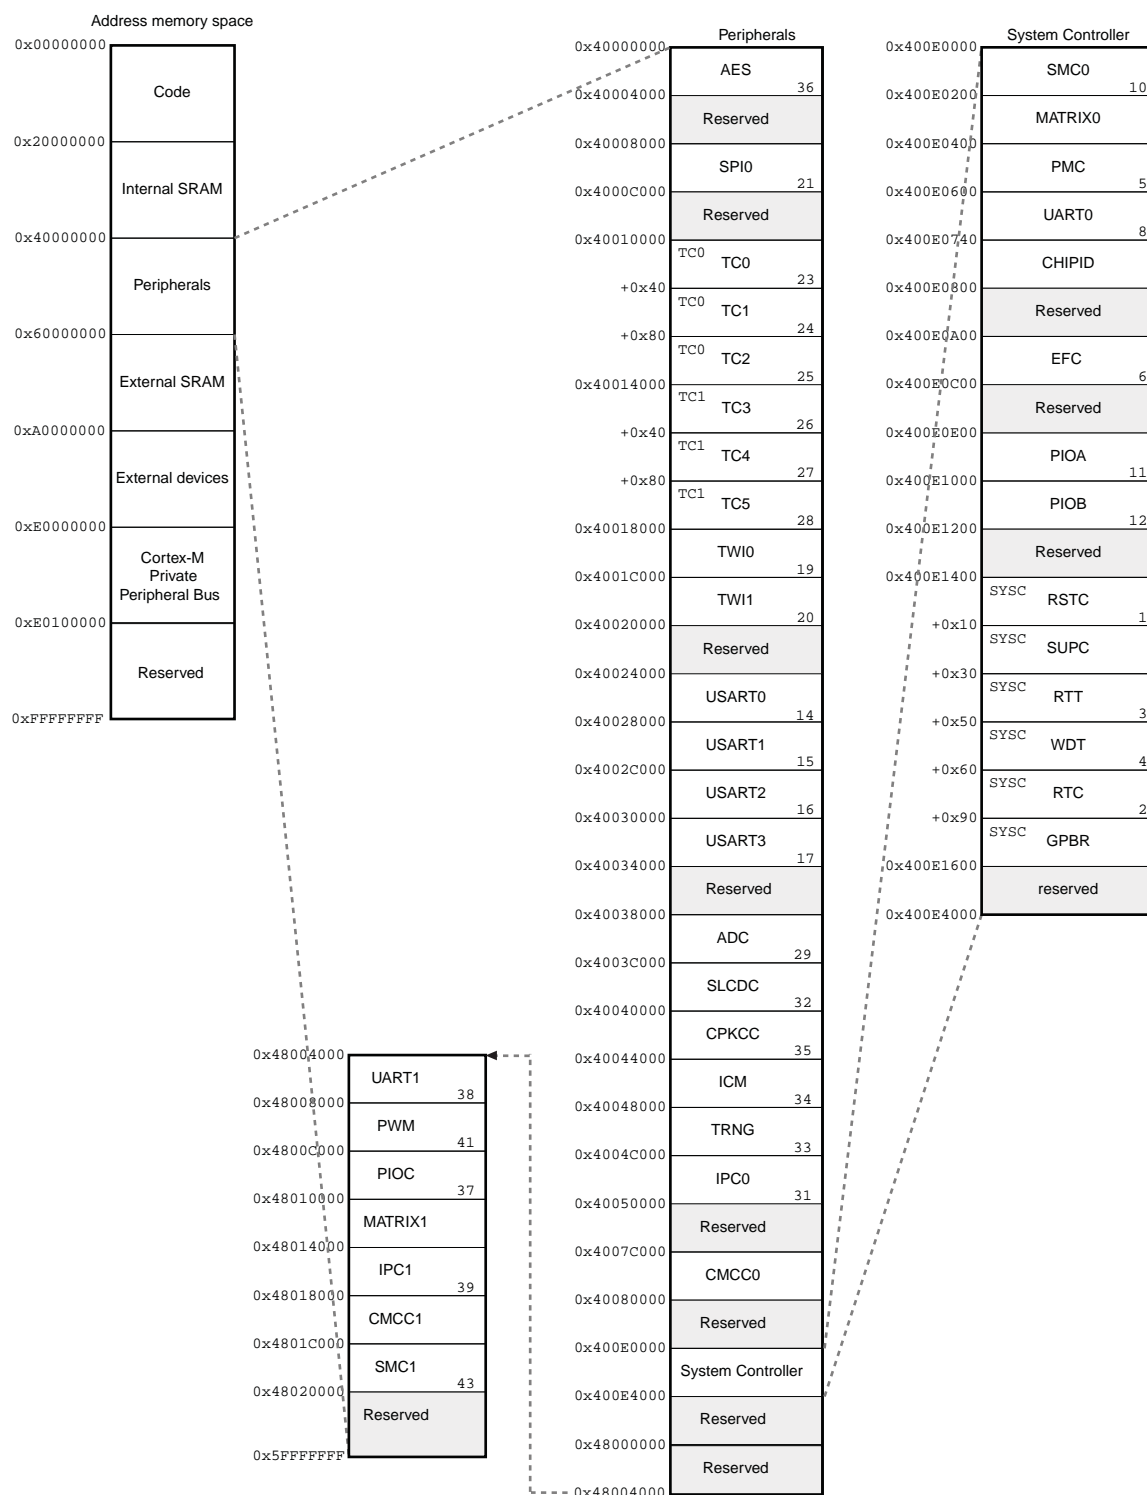 Address memory space
0x00000000
Code
0x20000000
Internal SRAM
0x40000000
Peripherals
0x60000000
External SRAM
0xA0000000
External devices
0xE0000000
Cortex-M
Private
Peripheral Bus
0xE0100000
Reserved
0xFFFFFFFF
0x48004000
UART1
38
0x48008000
PWM
41
0x4800C000
PIOC
37
0x48010000
MATRIX1
0x48014000
IPC1
39
0x48018000
CMCC1
0x4801C000
SMC1
43
0x48020000
Reserved
0x5FFFFFFF
Peripherals
0x40000000
AES
36
0x40004000
Reserved
0x40008000
SPI0
21
0x4000C000
Reserved
0x40010000
TC0 TC0
23
+0x40
TC0 TC1
24
+0x80
TC0 TC2
25
0x40014000
TC1 TC3
26
+0x40
TC1 TC4
27
+0x80
TC1 TC5
28
0x40018000
TWI0
19
0x4001C000
TWI1
20
0x40020000
Reserved
0x40024000
USART0
14
0x40028000
USART1
15
0x4002C000
USART2
16
0x40030000
USART3
17
0x40034000
Reserved
0x40038000
ADC
29
0x4003C000
SLCDC
32
0x40040000
CPKCC
35
0x40044000
ICM
34
0x40048000
TRNG
33
0x4004C000
IPC0
31
0x40050000
Reserved
0x4007C000
CMCC0
0x40080000
Reserved
0x400E0000
System Controller
0x400E4000
Reserved
0x48000000
Reserved
0x48004000
System Controller
0x400E0000
SMC0
10
0x400E0200
MATRIX0
0x400E0400
PMC
5
0x400E0600
UART0
8
0x400E0740
CHIPID
0x400E0800
Reserved
0x400E0A00
EFC
6
0x400E0C00
Reserved
0x400E0E00
PIOA
11
0x400E1000
PIOB
12
0x400E1200
Reserved
0x400E1400
SYSC RSTC
1
+0x10
SYSC SUPC
+0x30
SYSC RTT
3
+0x50
SYSC WDT
4
+0x60
SYSC RTC
2
+0x90
SYSC GPBR
0x400E1600
reserved
0x400E4000